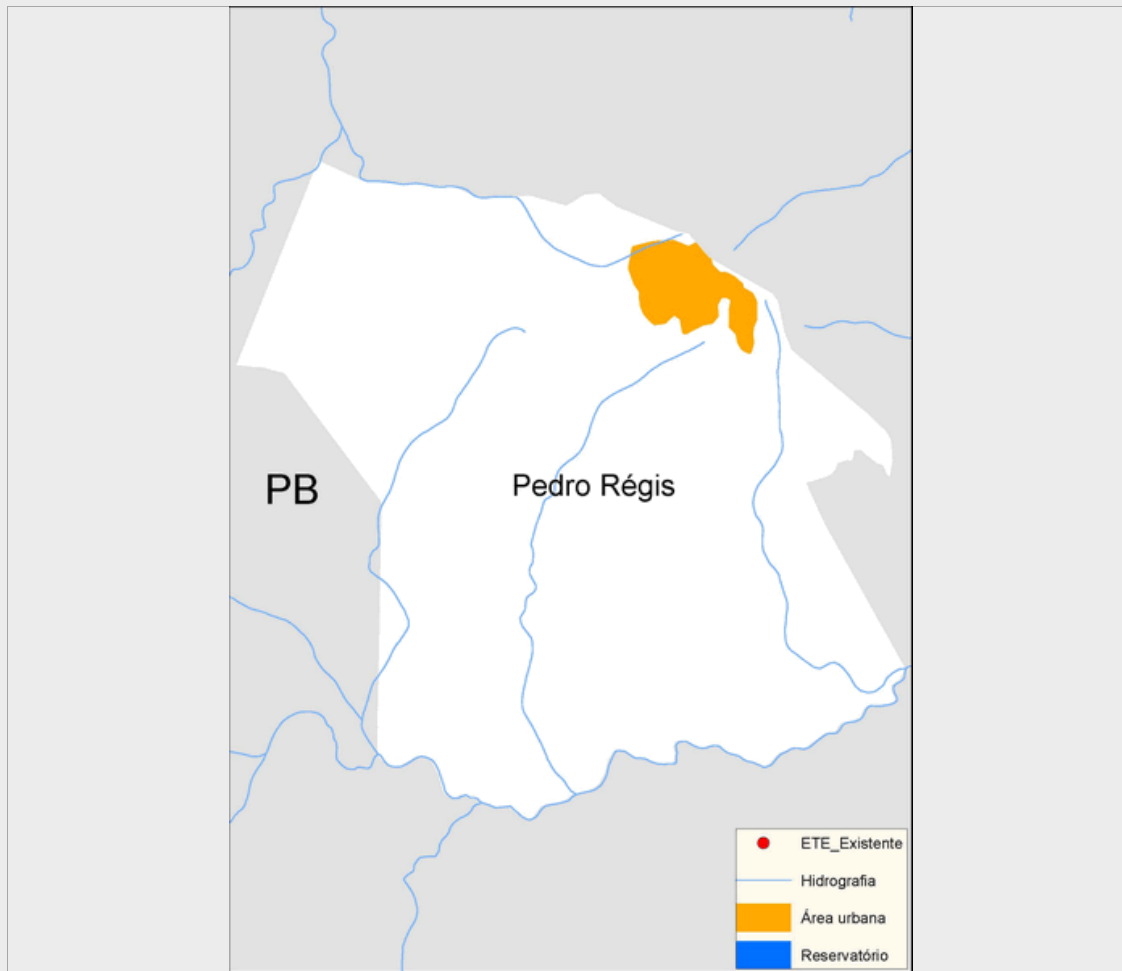 PB
Pedro Régis
ETE_Existente
Hidrografia
Área urbana
Reservatório